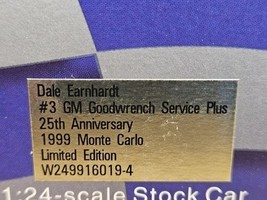 Dale Earnhardt
#3 GM Goodwrench Service Plus
25th Anniversary
1999 Monte Carlo
Limited Edition
W249916019-4
1:24-scale Stock Car